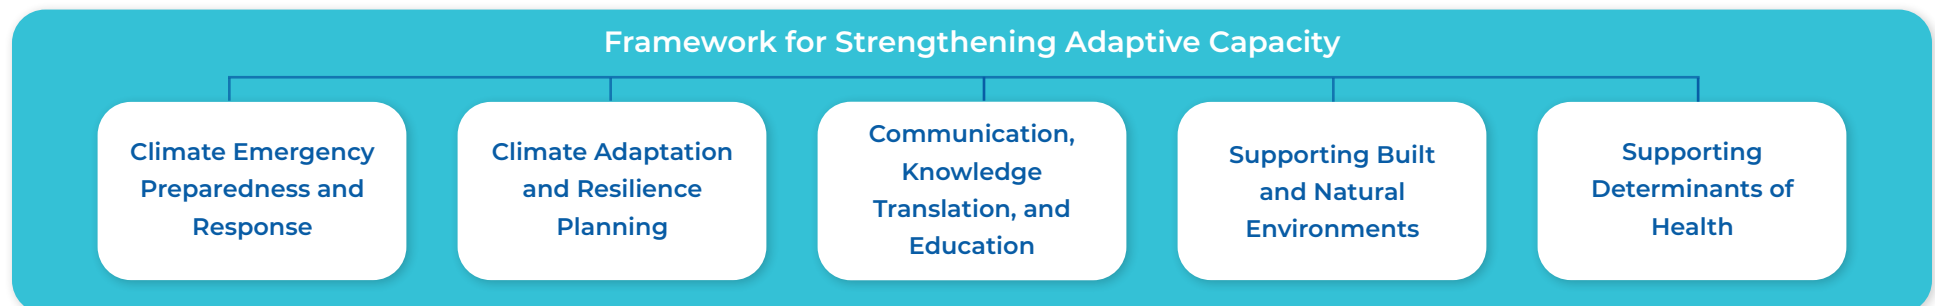 Framework for Strengthening Adaptive Capacity
Climate Emergency
Preparedness and
Response
Climate Adaptation
and Resilience
Planning
Communication,
Knowledge
Translation, and
Education
Supporting Built
and Natural
Environments
Supporting
Determinants of
Health